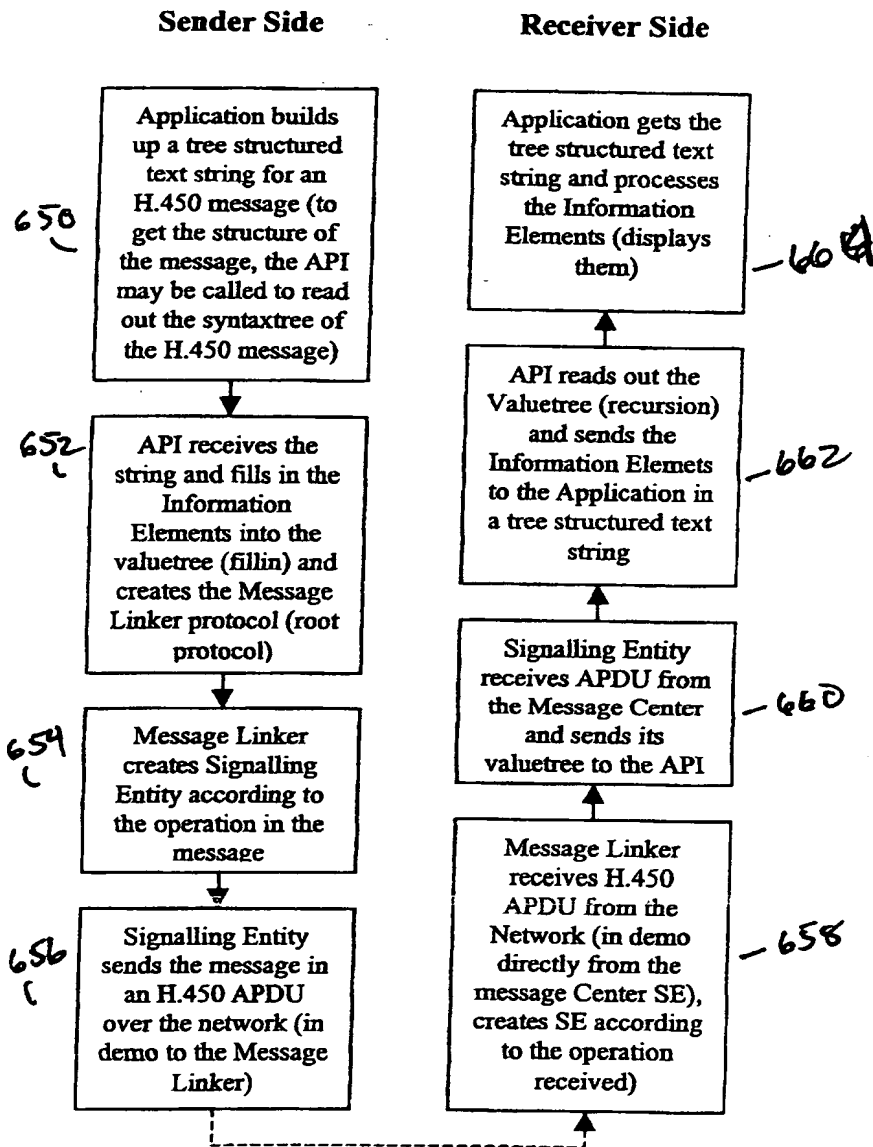 Sender Side
Application builds
up a tree structured
text string for an
H.450 message (to
get the structure of
the message, the API
may be called to read
out the syntaxtree of
the H.450 message)
650
API receives the
string and fills in the
Information
Elements into the
valuetree (fillin) and
creates the Message
Linker protocol (root
protocol)
652
Message Linker
creates Signalling
Entity according to
the operation in the
message
654
Signalling Entity
sends the message in
an H.450 APDU
over the network (in
demo to the Message
Linker)
656
Receiver Side
Application gets the
tree structured text
string and processes
the Information
Elements (displays
them)
664
API reads out the
Valuetree (recursion)
and sends the
Information Elemets
to the Application in
a tree structured text
string
662
Signalling Entity
receives APDU from
the Message Center
and sends its
valuetree to the API
660
Message Linker
receives H.450
APDU from the
Network (in demo
directly from the
message Center SE),
creates SE according
to the operation
received)
658